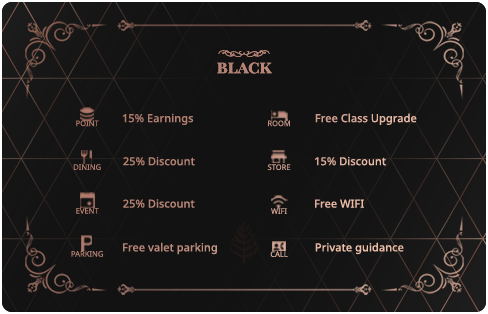 BLACK
POINT 15% Earnings
ROOM Free Class Upgrade
DINING 25% Discount
STORE 15% Discount
EVENT 25% Discount
WIFI Free WIFI
PARKING Free valet parking
CALL Private guidance